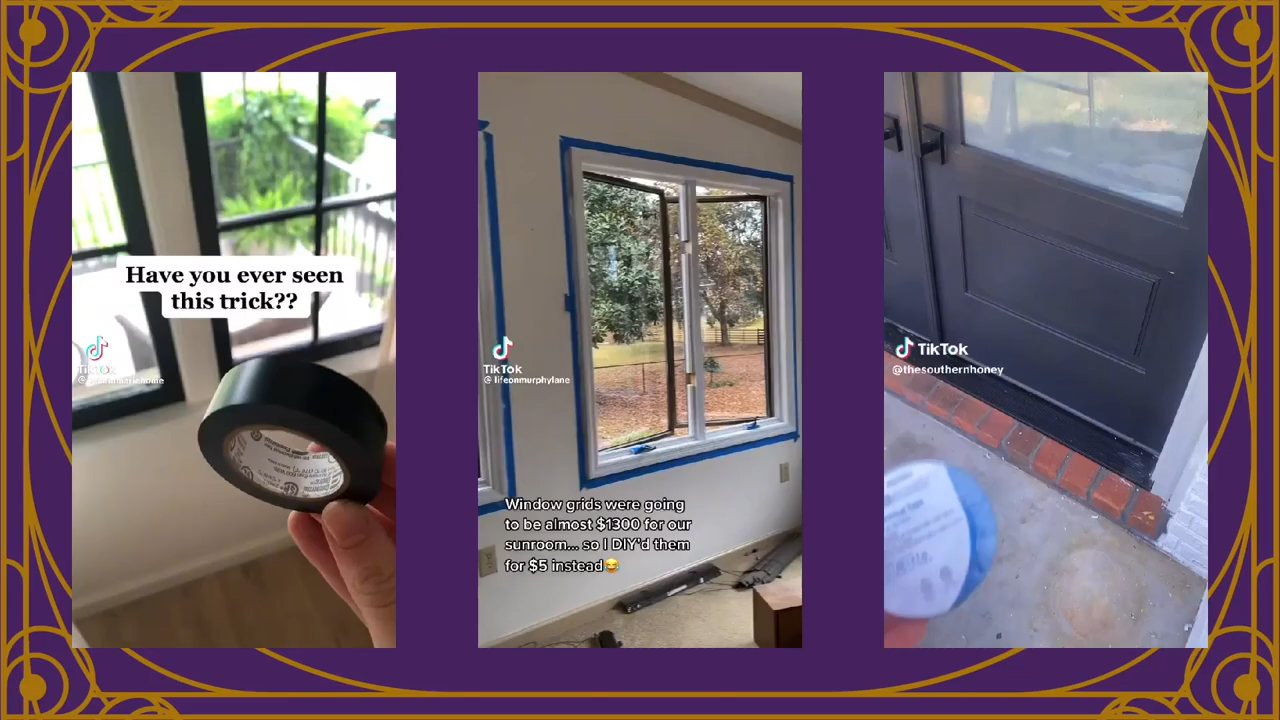 Have you ever seen
this trick??
TikTok
TikTok
@ lifeonmurphylane
Window grids were going
to be almost $1300 for our
sunroom... so I DIY'd them
for $5 instead😂
TikTok
@thesouthernhoney